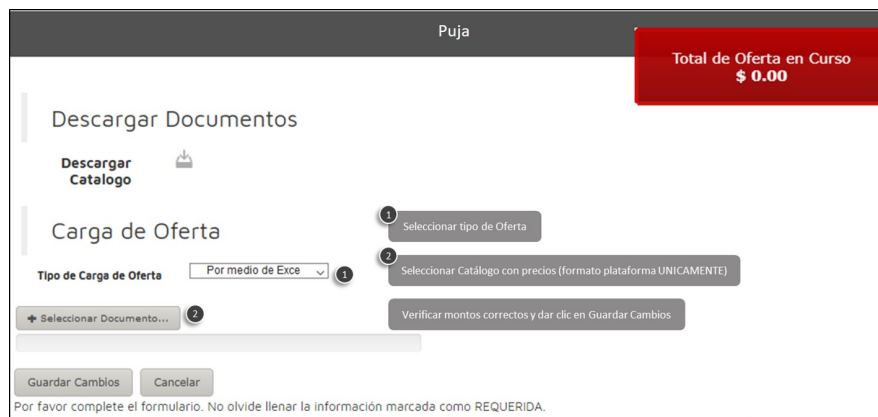 Puja
Total de Oferta en Curso
$ 0.00
Descargar Documentos
Descargar
Catalogo
Carga de Oferta
1
Seleccionar tipo de Oferta
Tipo de Carga de Oferta
Por medio de Exce
1
2
Seleccionar Catálogo con precios (formato plataforma UNICAMENTE)
+ Seleccionar Documento...
2
Verificar montos correctos y dar clic en Guardar Cambios
Guardar Cambios
Cancelar
Por favor complete el formulario. No olvide llenar la información marcada como REQUERIDA.